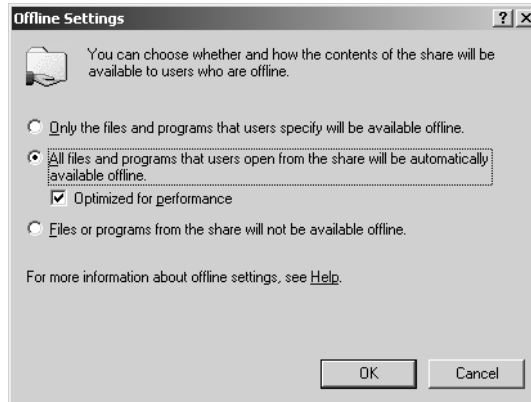 Offline Settings
You can choose whether and how the contents of the share will be
available to users who are offline.
Only the files and programs that users specify will be available offline.
All files and programs that users open from the share will be automatically
available offline.
Optimized for performance
Files or programs from the share will not be available offline.
For more information about offline settings, see Help.
OK Cancel